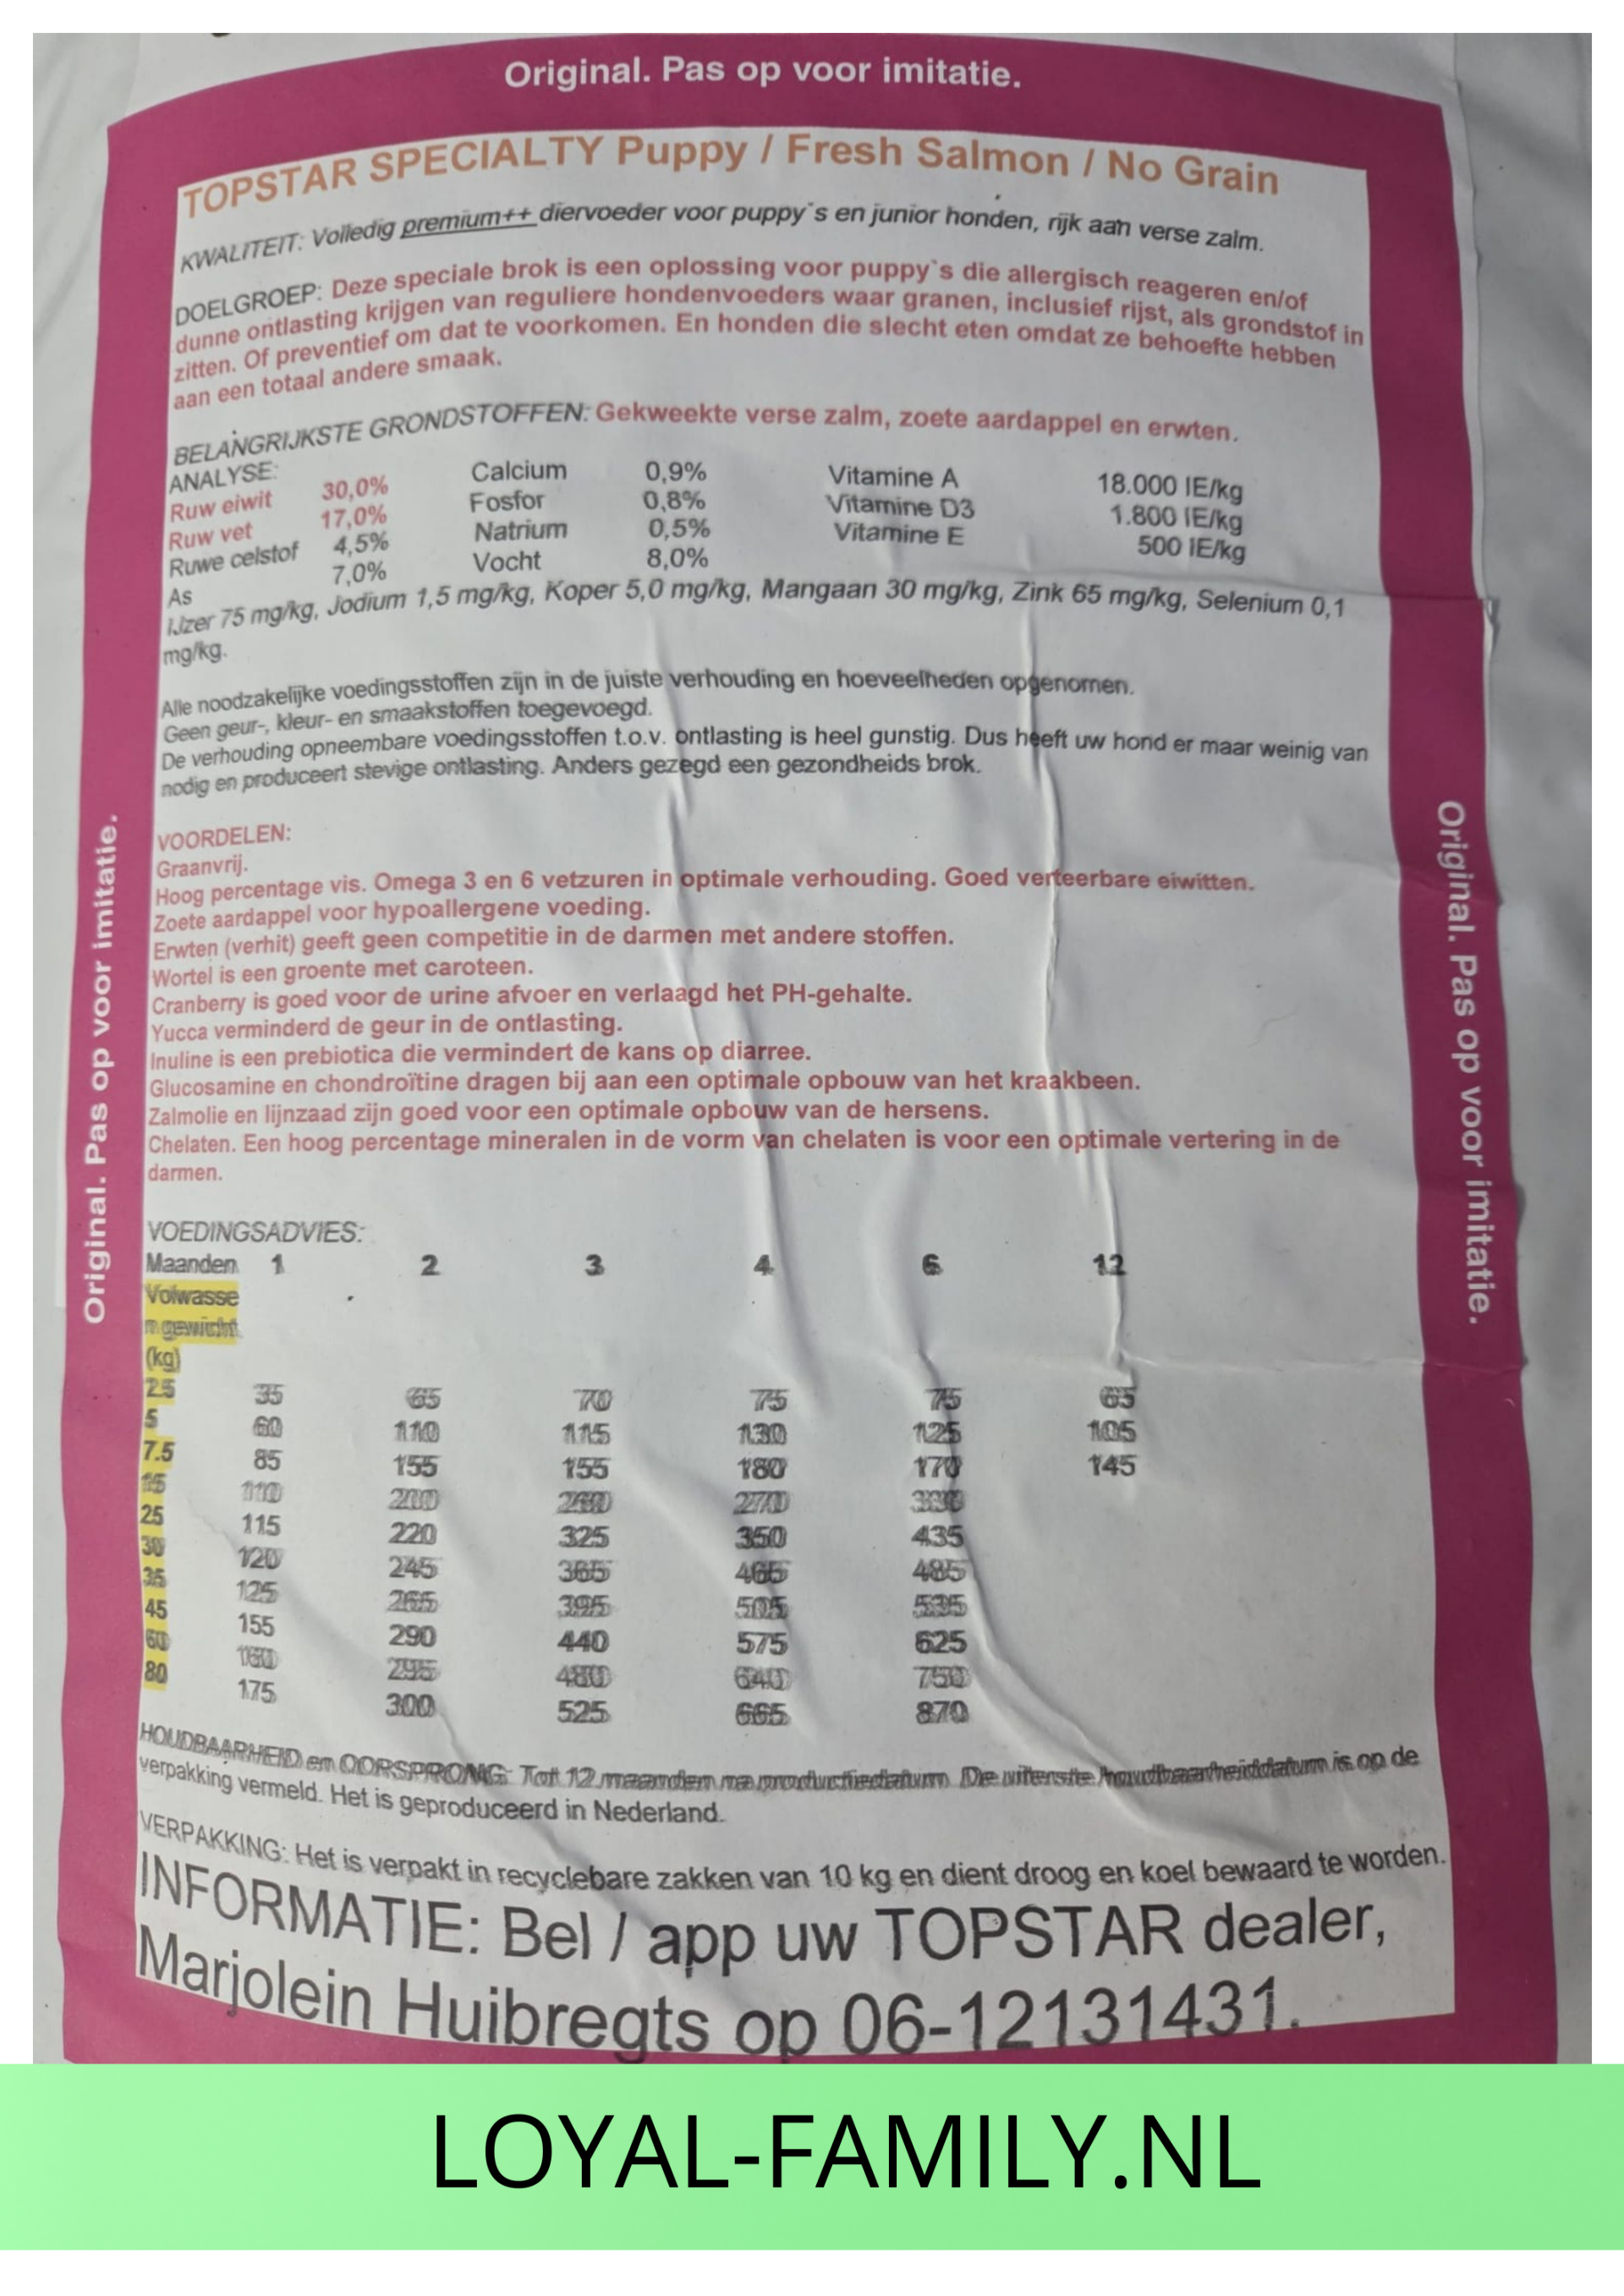 Original. Pas op voor imitatie.
TOPSTAR SPECIALTY Puppy / Fresh Salmon / No Grain
KWALITEIT: Volledig premium++ diervoeder voor puppy`s en junior honden, rijk aan verse zalm.
DOELGROEP: Deze speciale brok is een oplossing voor puppy`s die allergisch reageren en/of
dunne ontlasting krijgen van reguliere hondenvoeders waar granen, inclusief rijst, als grondstof in
zitten. Of preventief om dat te voorkomen. En honden die slecht eten omdat ze behoefte hebben
aan een totaal andere smaak.
BELANGRIJKSTE GRONDSTOFFEN: Gekweekte verse zalm, zoete aardappel en erwten.
ANALYSE:
Ruw eiwit 30,0% Calcium 0,9% Vitamine A 18.000 IE/kg
Ruw vet 17,0% Fosfor 0,8% Vitamine D3 1.800 IE/kg
Ruwe celstof 4,5% Natrium 0,5% Vitamine E 500 IE/kg
As 7,0% Vocht 8,0%
IJzer 75 mg/kg, Jodium 1,5 mg/kg, Koper 5,0 mg/kg, Mangaan 30 mg/kg, Zink 65 mg/kg, Selenium 0,1
mg/kg.
Alle noodzakelijke voedingsstoffen zijn in de juiste verhouding en hoeveelheden opgenomen.
Geen geur-, kleur- en smaakstoffen toegevoegd.
De verhouding opneembare voedingsstoffen t.o.v. ontlasting is heel gunstig. Dus heeft uw hond er maar weinig van
nodig en produceert stevige ontlasting. Anders gezegd een gezondheids brok.
VOORDELEN:
Graanvrij.
Hoog percentage vis. Omega 3 en 6 vetzuren in optimale verhouding. Goed verteerbare eiwitten.
Zoete aardappel voor hypoallergene voeding.
Erwten (verhit) geeft geen competitie in de darmen met andere stoffen.
Wortel is een groente met caroteen.
Cranberry is goed voor de urine afvoer en verlaagd het PH-gehalte.
Yucca verminderd de geur in de ontlasting.
Inuline is een prebiotica die vermindert de kans op diarree.
Glucosamine en chondroïtine dragen bij aan een optimale opbouw van het kraakbeen.
Zalmolie en lijnzaad zijn goed voor een optimale opbouw van de hersens.
Chelaten. Een hoog percentage mineralen in de vorm van chelaten is voor een optimale vertering in de
darmen.
VOEDINGSADVIES:
Maanden 1 2 3 4 6 12
Volwasse
n gewicht
(kg)
2.5 35 65 70 75 75 65
5 60 110 115 130 125 105
7.5 85 155 155 180 170 145
15 110 200 260 270 330
25 115 220 325 350 435
30 120 245 365 465 485
35 125 265 395 505 535
45 155 290 440 575 625
60 160 295 480 640 750
80 175 300 525 665 870
HOUDBAARHEID en OORSPRONG: Tot 12 maanden na productiedatum. De uiterste houdbaarheiddatum is op de
verpakking vermeld. Het is geproduceerd in Nederland.
VERPAKKING: Het is verpakt in recyclebare zakken van 10 kg en dient droog en koel bewaard te worden.
INFORMATIE: Bel / app uw TOPSTAR dealer,
Marjolein Huibregts op 06-12131431.
Original. Pas op voor imitatie.
Original. Pas op voor imitatie.
LOYAL-FAMILY.NL